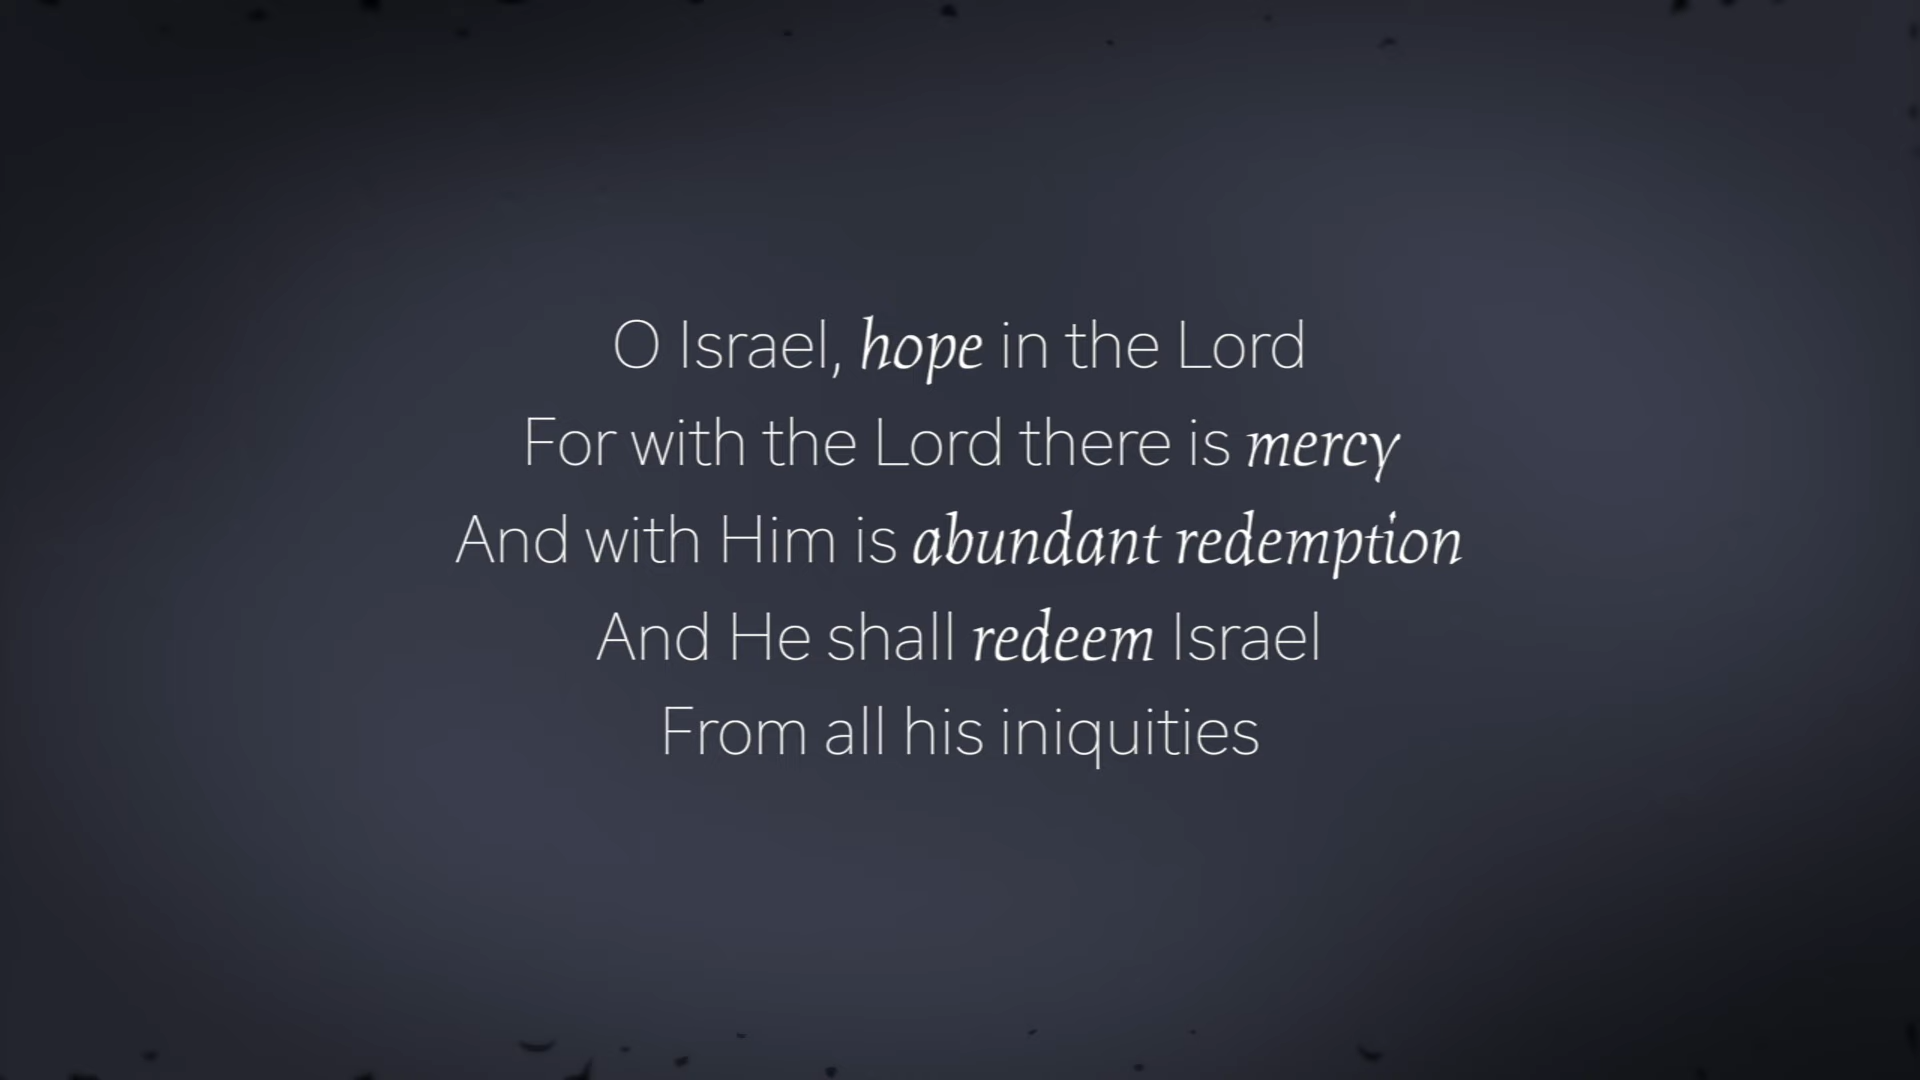 O Israel, hope in the Lord
For with the Lord there is mercy
And with Him is abundant redemption
And He shall redeem Israel
From all his iniquities